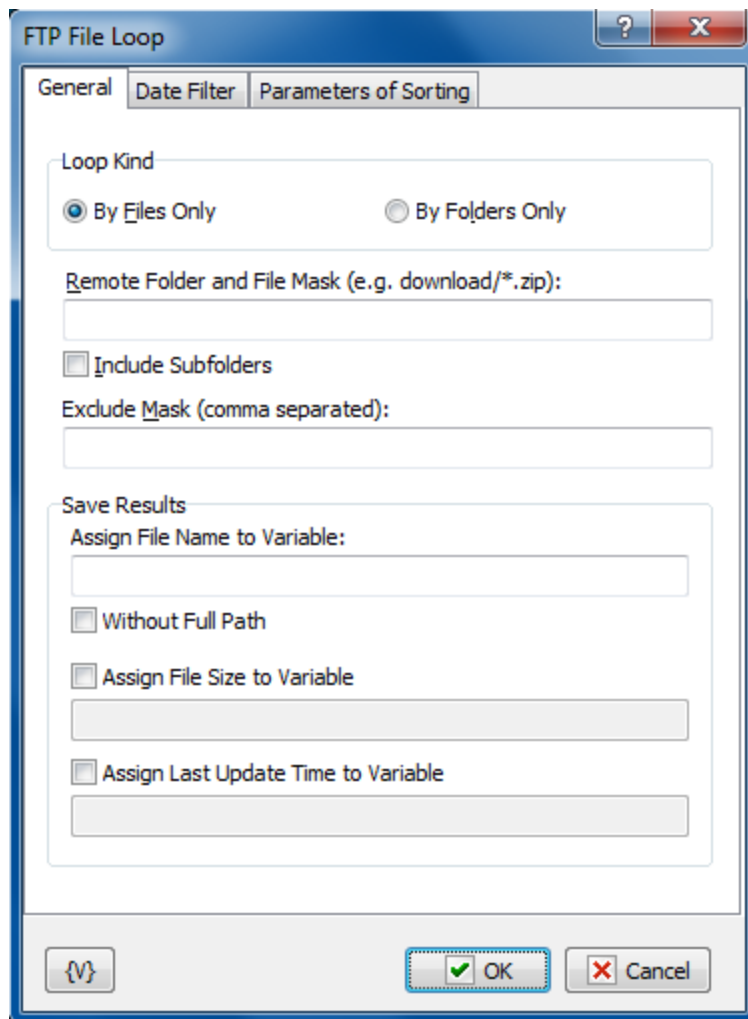 FTP File Loop
?
General Date Filter Parameters of Sorting
Loop Kind
By Files Only By Folders Only
Remote Folder and File Mask (e.g. download/*.zip):
Include Subfolders
Exclude Mask (comma separated):
Save Results
Assign File Name to Variable:
Without Full Path
Assign File Size to Variable
Assign Last Update Time to Variable
{V} OK Cancel